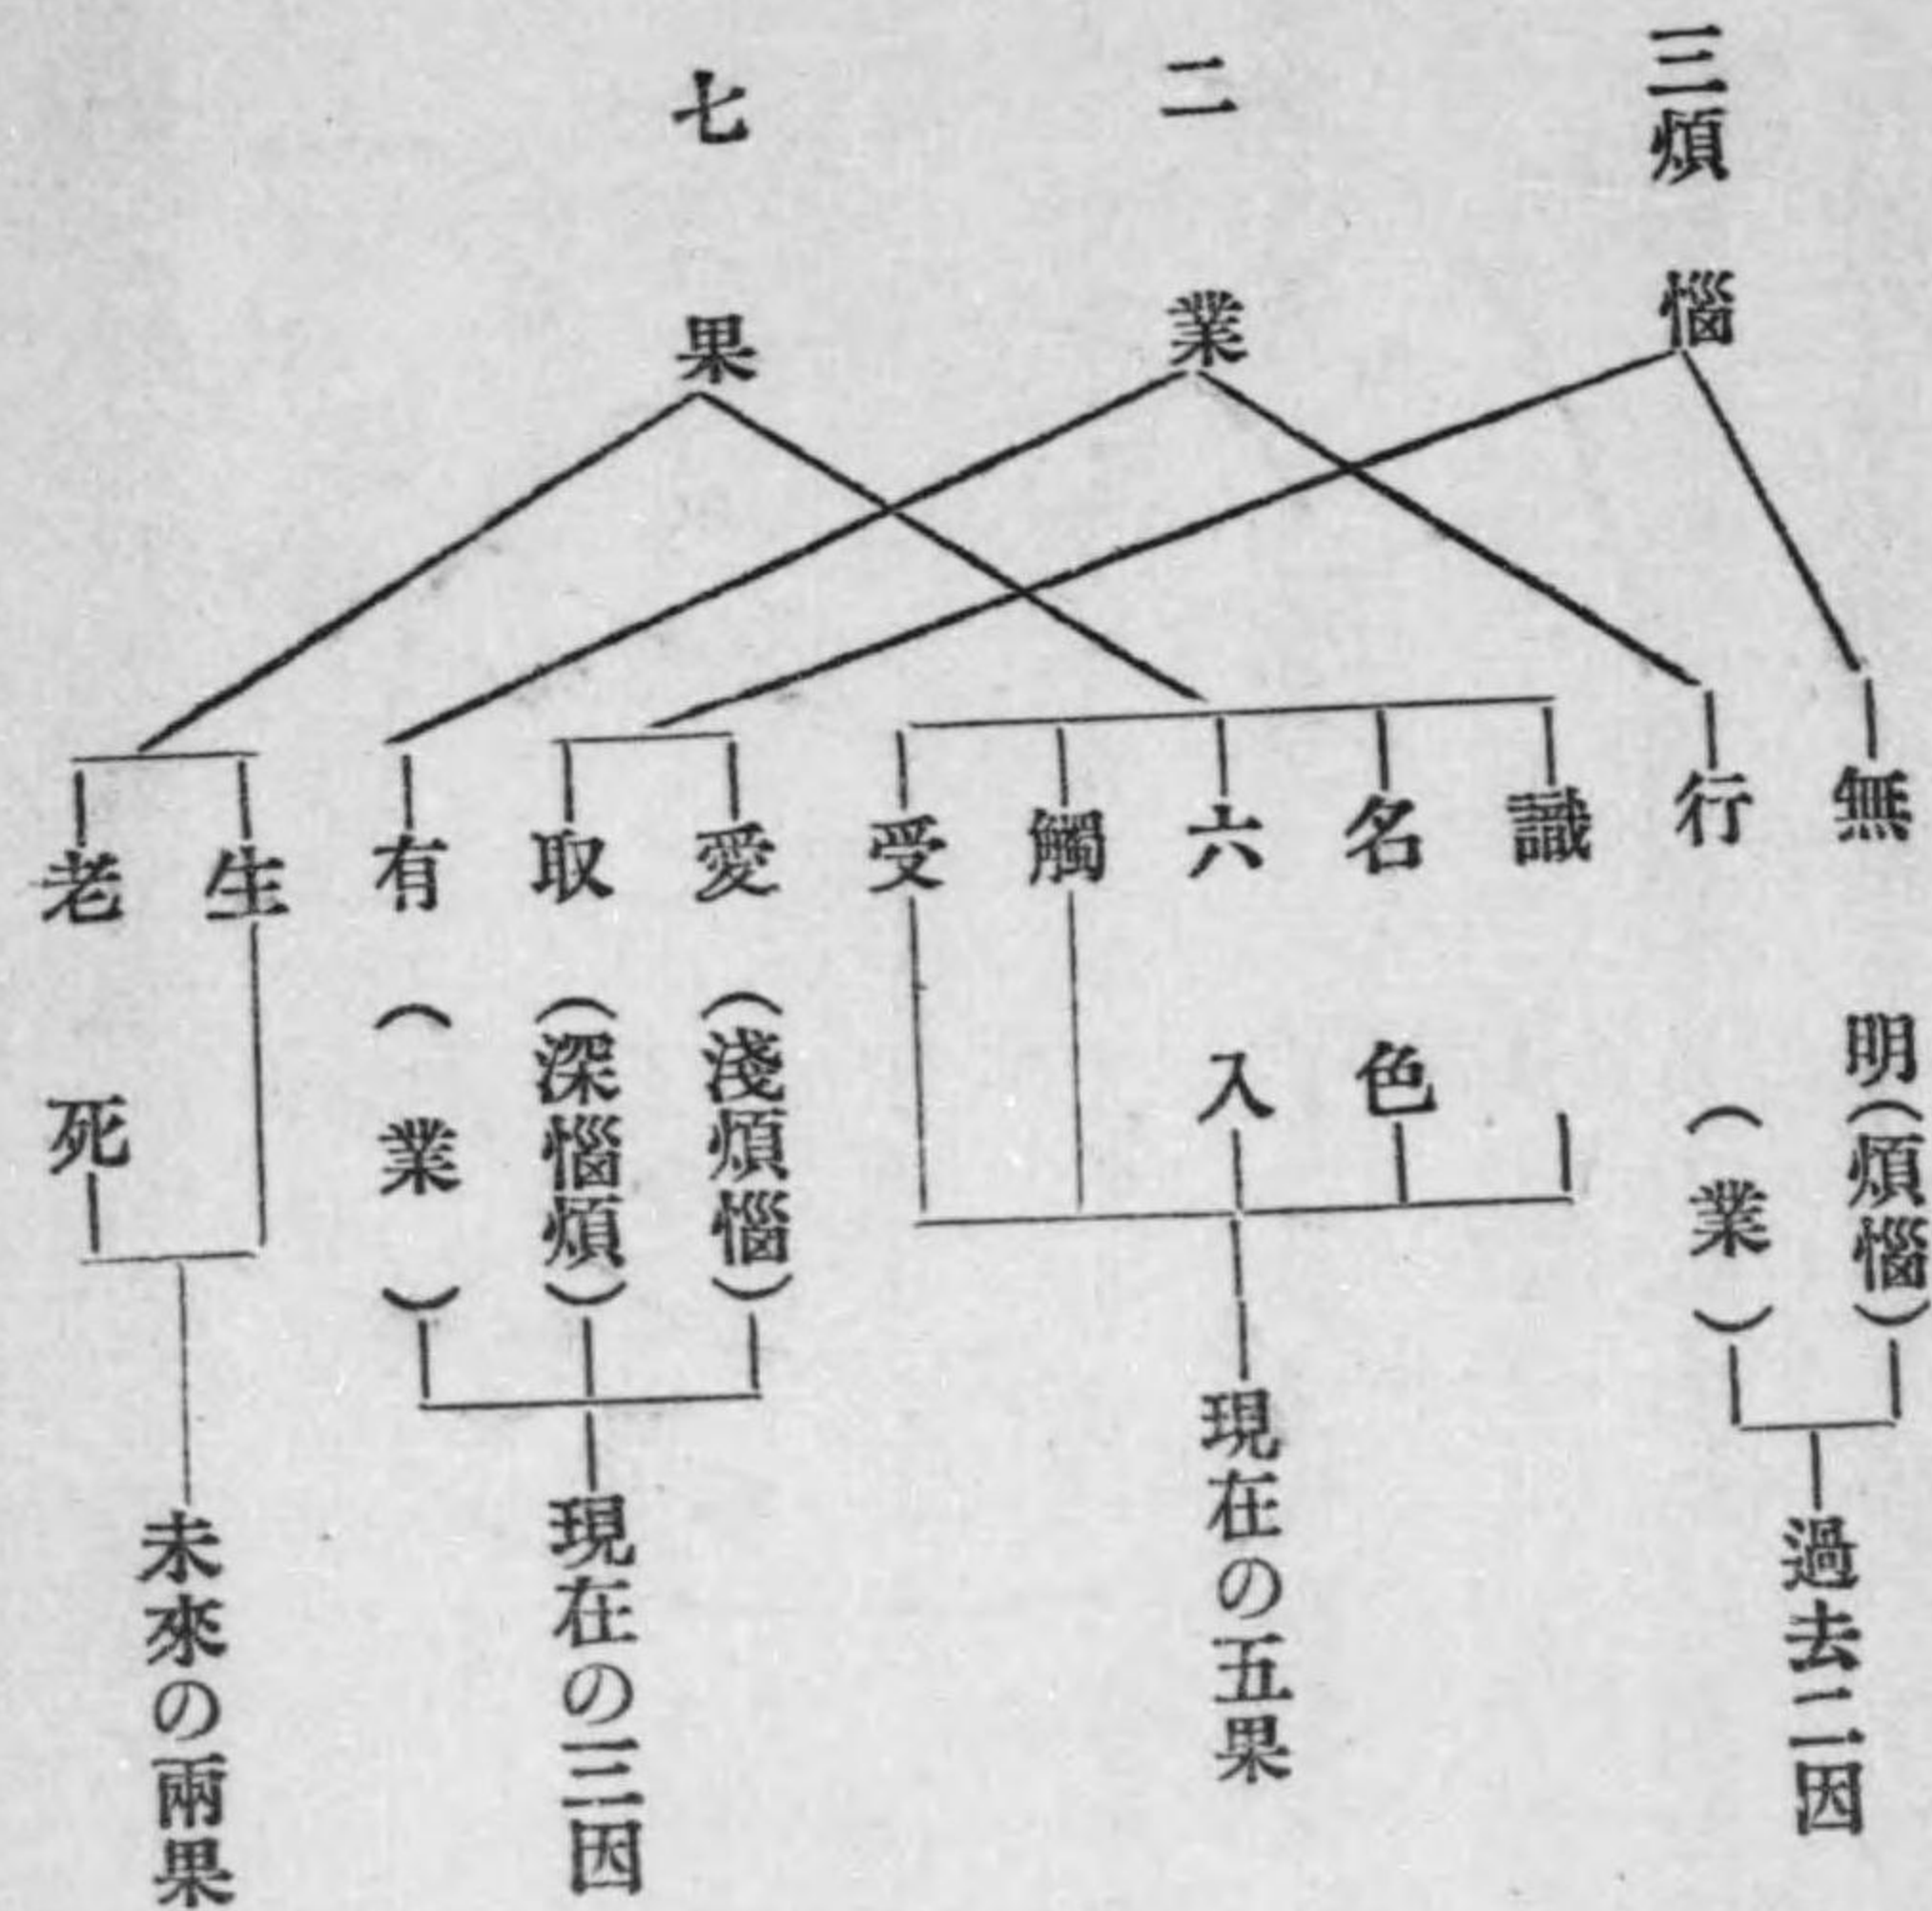 三煩惱
二業
七果
無明(煩惱)
行(業)
識
名色
六入
觸
受
愛(淺煩惱)
取(深惱煩)
有(業)
生
老死
過去二因
現在の五果
現在の三因
未來の兩果